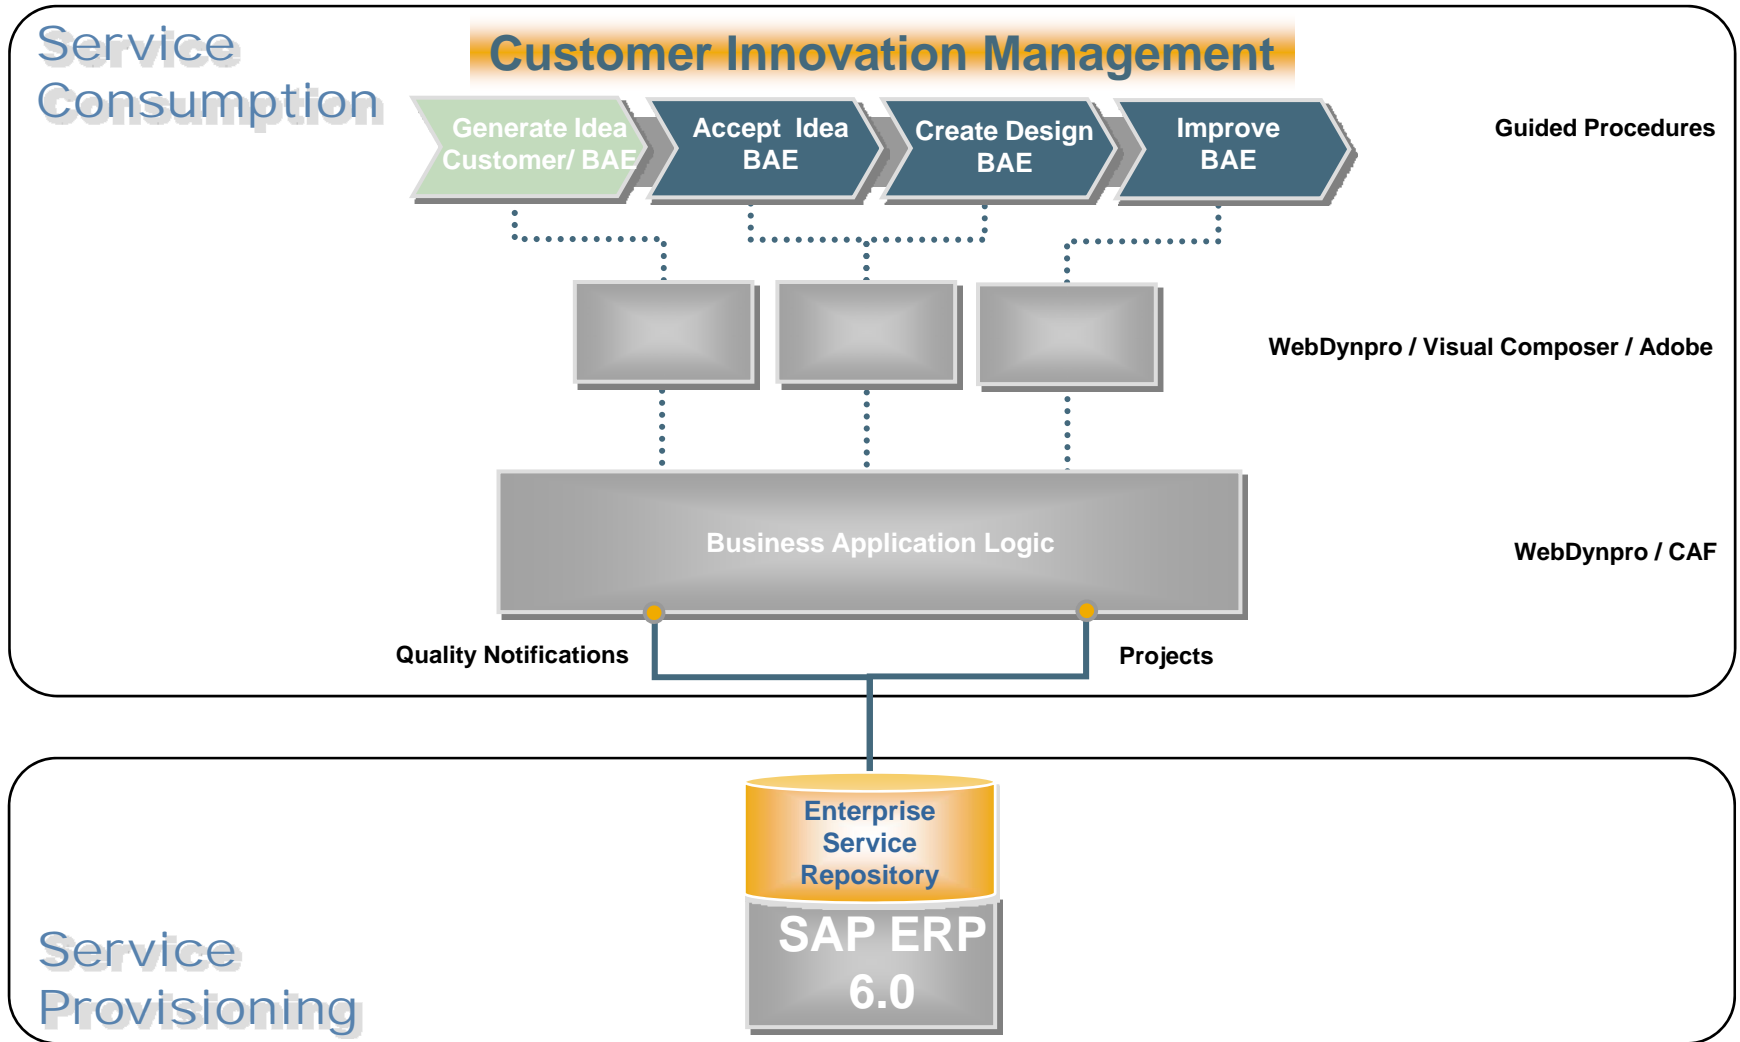 Service
Consumption
Customer Innovation Management
Generate Idea
Customer/ BAE
Accept Idea
BAE
Create Design
BAE
Improve
BAE
Guided Procedures
WebDynpro / Visual Composer / Adobe
Business Application Logic
WebDynpro / CAF
Quality Notifications
Projects
Enterprise
Service
Repository
SAP ERP
6.0
Service
Provisioning